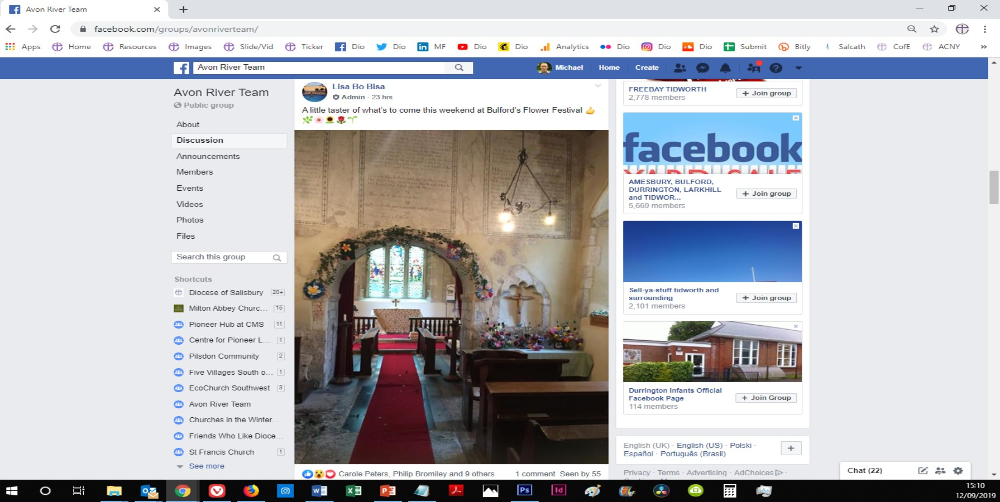 Avon River Team
facebook.com/groups/avonriverteam/
Apps Home Resources Images Slide/Vid Ticker Dio Dio MF Dio Dio Analytics Dio Dio Dio Submit Bitly Salcath CofE ACNY »
Avon River Team
Michael Home Create
Avon River Team
Public group
About
Discussion
Announcements
Members
Events
Videos
Photos
Files
Search this group
Shortcuts
Diocese of Salisbury 20+
Milton Abbey Churc... 15
Pioneer Hub at CMS 11
Centre for Pioneer L... 1
Pilsdon Community 2
Five Villages South o... 1
EcoChurch Southwest 3
Avon River Team
Churches in the Winter...
Friends Who Like Dioce...
St Francis Church 1
See more
Lisa Bo Bisa
Admin · 23 hrs
A little taster of what's to come this weekend at Bulford's Flower Festival 👍
🌿🌸🌻🌹🌱
Carole Peters, Philip Bromiley and 9 others 1 comment Seen by 55
FREEBAY TIDWORTH
2,778 members
+ Join group
facebook
YARD SALE
AMESBURY, BULFORD,
DURRINGTON, LARKHILL
and TIDWOR...
5,669 members
+ Join group
Sell-ya-stuff tidworth and
surrounding
2,101 members
+ Join group
Durrington Infants Official
Facebook Page
114 members
+ Join Group
English (UK) · English (US) · Polski ·
Español · Português (Brasil)
+
Privacy · Terms · Advertising · AdChoices ·
Chat (22)
15:10
12/09/2019